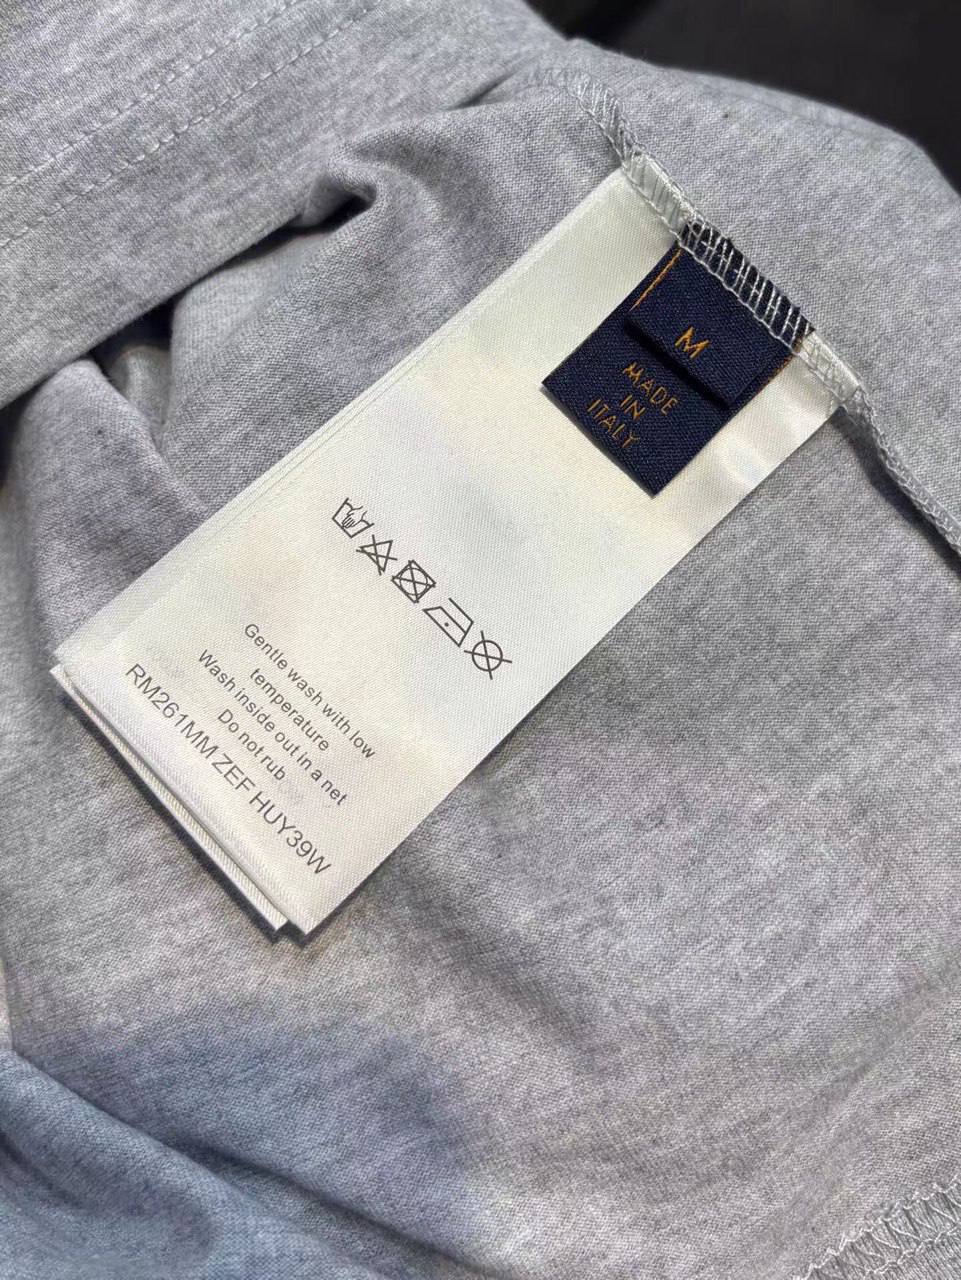 M
MADE
IN
ITALY
Gentle wash with low
temperature
Wash inside out in a net
Do not rub
RM261MM ZEF HUY39W